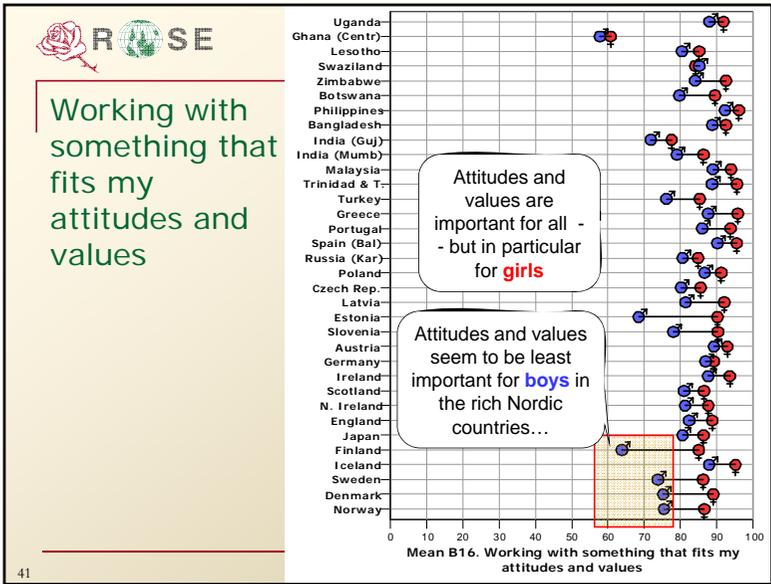 R SE
Working with
something that
fits my
attitudes and
values
Uganda
Ghana (Centr)
Lesotho
Swaziland
Zimbabwe
Botswana
Philippines
Bangladesh
India (Guj)
India (Mumb)
Malaysia
Trinidad & T.
Turkey
Greece
Portugal
Spain (Bal)
Russia (Kar)
Poland
Czech Rep.
Latvia
Estonia
Slovenia
Austria
Germany
Ireland
Scotland
N. Ireland
England
Japan
Finland
Iceland
Sweden
Denmark
Norway
Attitudes and
values are
important for all -
- but in particular
for girls
Attitudes and values
seem to be least
important for boys in
the rich Nordic
countries…
0 10 20 30 40 50 60 70 80 90 100
Mean B16. Working with something that fits my
attitudes and values
41